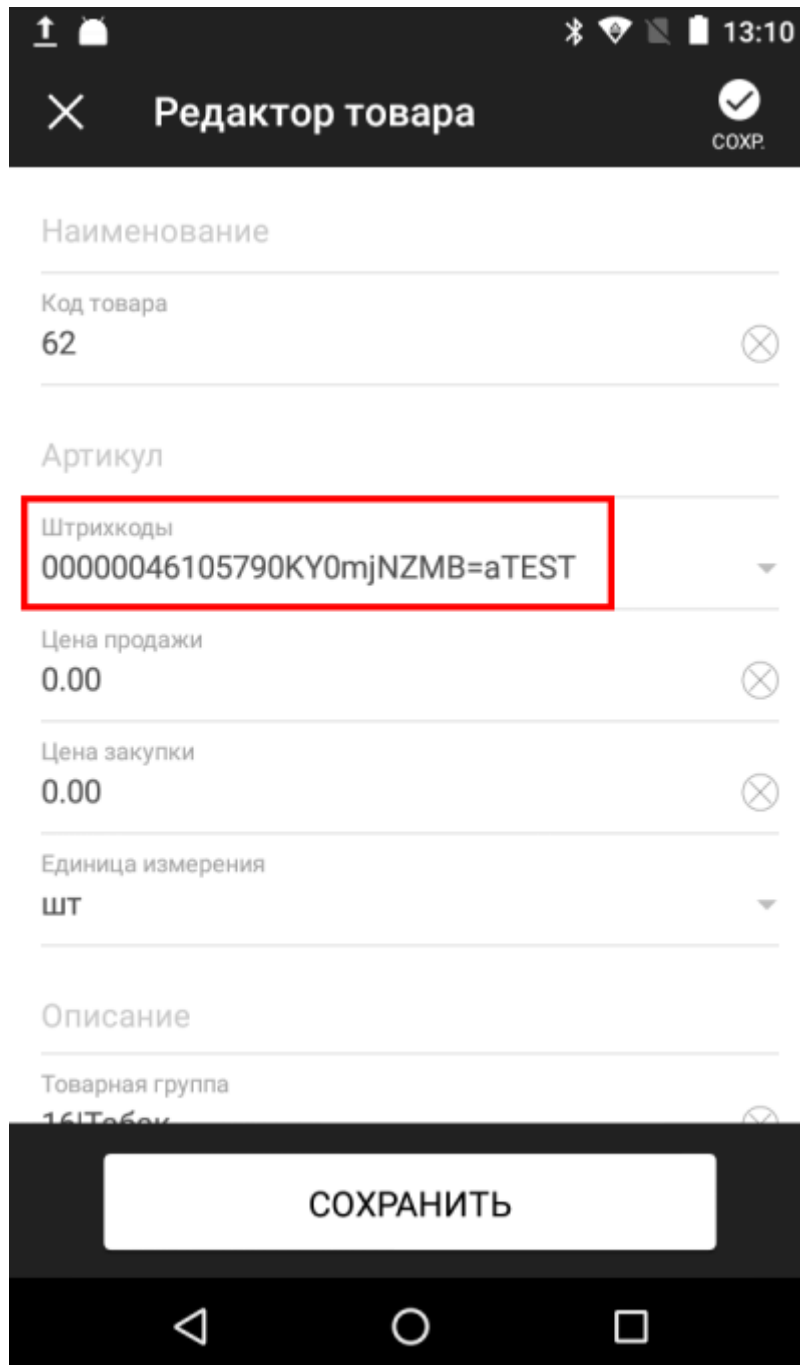 13:10
Редактор товара
СОХР.
Наименование
Код товара
62
Артикул
Штрихкоды
00000046105790KY0mjNZMB=aTEST
Цена продажи
0.00
Цена закупки
0.00
Единица измерения
шт
Описание
Товарная группа
СОХРАНИТЬ